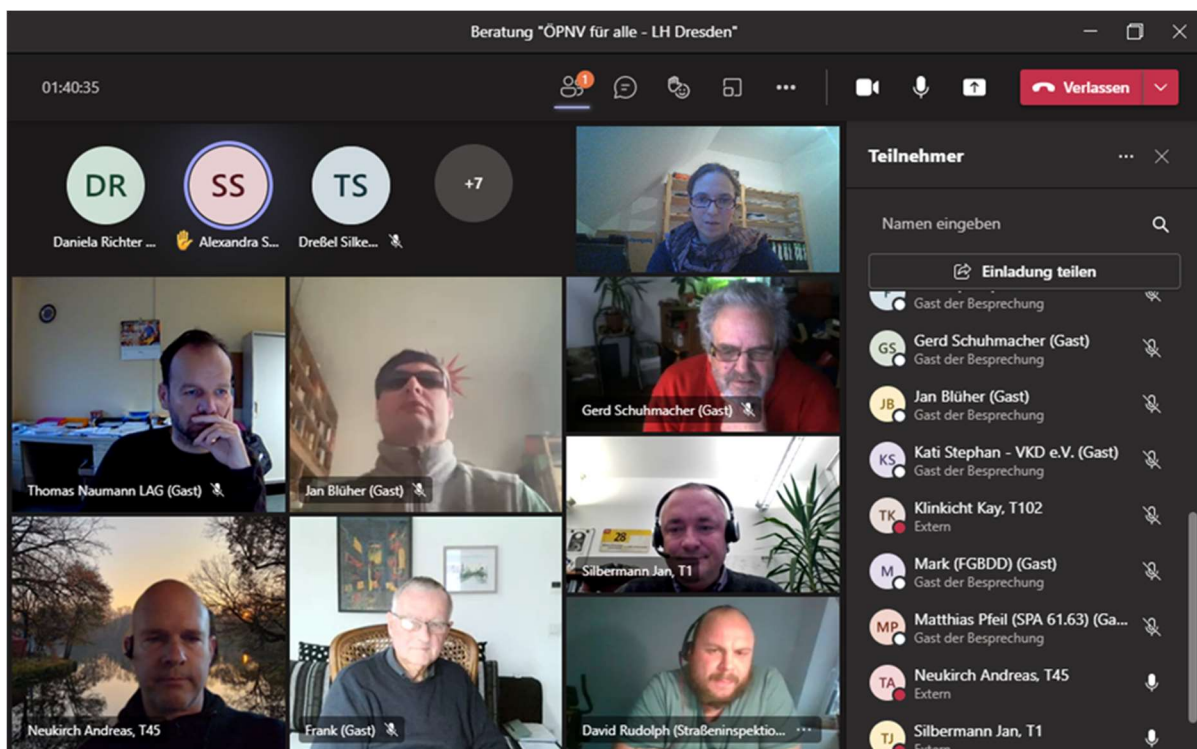 Beratung "ÖPNV für alle - LH Dresden"
01:40:35
1
Verlassen
DR
SS
TS
+7
Daniela Richter ...
Alexandra S...
Dreßel Silke...
Thomas Naumann LAG (Gast)
Jan Blüher (Gast)
Gerd Schuhmacher (Gast)
28
Silbermann Jan, T1
Neukirch Andreas, T45
Frank (Gast)
David Rudolph (Straßeninspektio... ...
Teilnehmer
Namen eingeben
Einladung teilen
Gast der Besprechung
GS
Gerd Schuhmacher (Gast)
Gast der Besprechung
JB
Jan Blüher (Gast)
Gast der Besprechung
KS
Kati Stephan - VKD e.V. (Gast)
Gast der Besprechung
TK
Klinkicht Kay, T102
Extern
M
Mark (FGBDD) (Gast)
Gast der Besprechung
MP
Matthias Pfeil (SPA 61.63) (Ga...
Gast der Besprechung
TA
Neukirch Andreas, T45
Extern
TJ
Silbermann Jan, T1